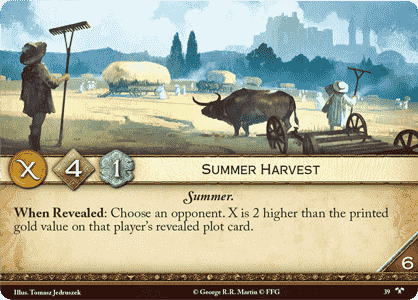 X 4 1 SUMMER HARVEST
Summer.
When Revealed: Choose an opponent. X is 2 higher than the printed
gold value on that player's revealed plot card.
6
Illus. Tomasz Jedruszek © George R.R. Martin © FFG 39